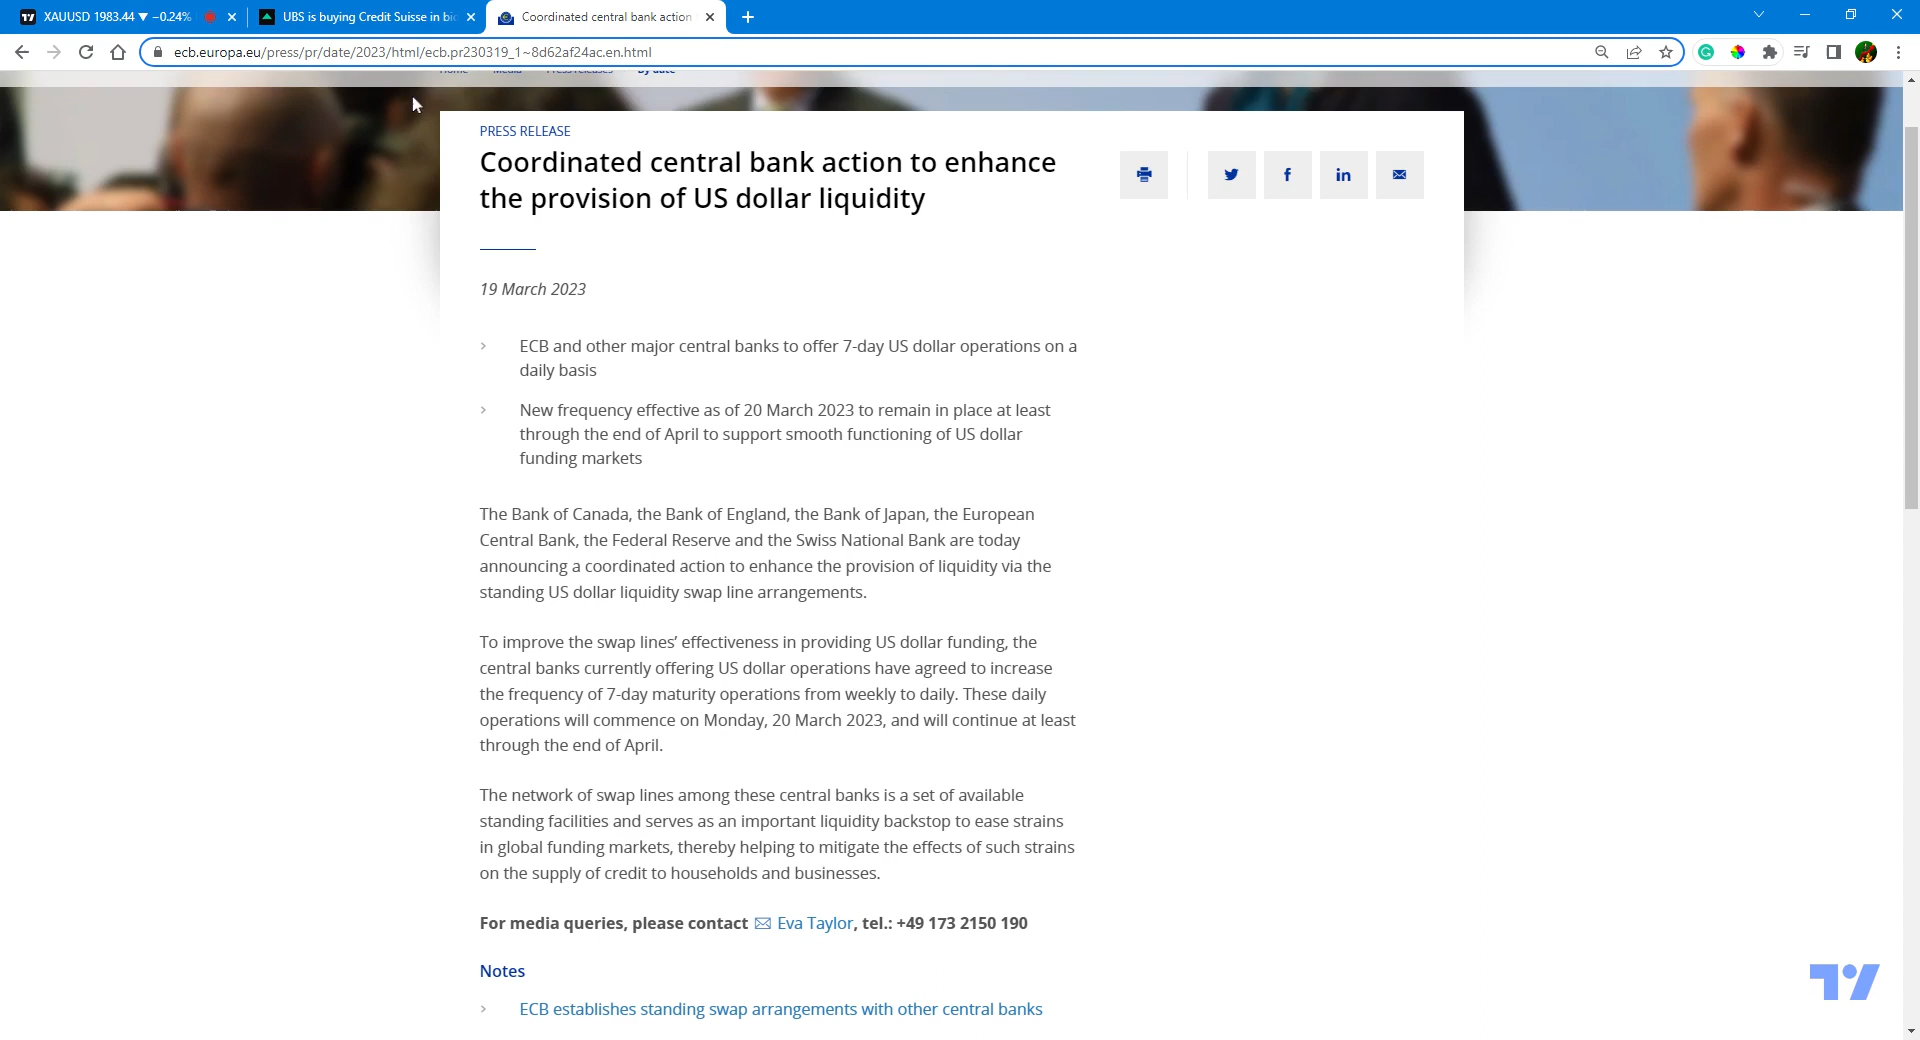 XAUUSD 1983.44 ▼ −0.24%
UBS is buying Credit Suisse in bi
Coordinated central bank action
ecb.europa.eu/press/pr/date/2023/html/ecb.pr230319_1~8d62af24ac.en.html
Home Media Press releases By date
PRESS RELEASE
Coordinated central bank action to enhance
the provision of US dollar liquidity
19 March 2023
ECB and other major central banks to offer 7-day US dollar operations on a
daily basis
New frequency effective as of 20 March 2023 to remain in place at least
through the end of April to support smooth functioning of US dollar
funding markets
The Bank of Canada, the Bank of England, the Bank of Japan, the European
Central Bank, the Federal Reserve and the Swiss National Bank are today
announcing a coordinated action to enhance the provision of liquidity via the
standing US dollar liquidity swap line arrangements.
To improve the swap lines’ effectiveness in providing US dollar funding, the
central banks currently offering US dollar operations have agreed to increase
the frequency of 7-day maturity operations from weekly to daily. These daily
operations will commence on Monday, 20 March 2023, and will continue at least
through the end of April.
The network of swap lines among these central banks is a set of available
standing facilities and serves as an important liquidity backstop to ease strains
in global funding markets, thereby helping to mitigate the effects of such strains
on the supply of credit to households and businesses.
For media queries, please contact Eva Taylor, tel.: +49 173 2150 190
Notes
ECB establishes standing swap arrangements with other central banks